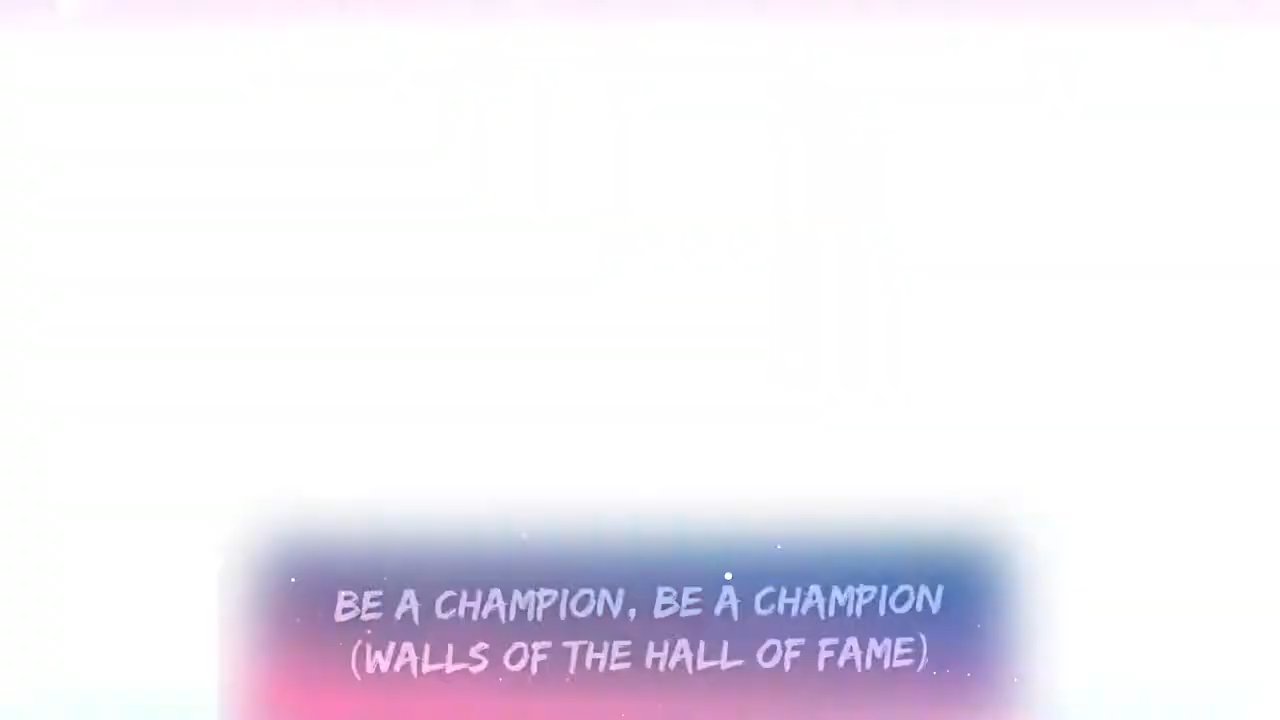 BE A CHAMPION, BE A CHAMPION
(WALLS OF THE HALL OF FAME)